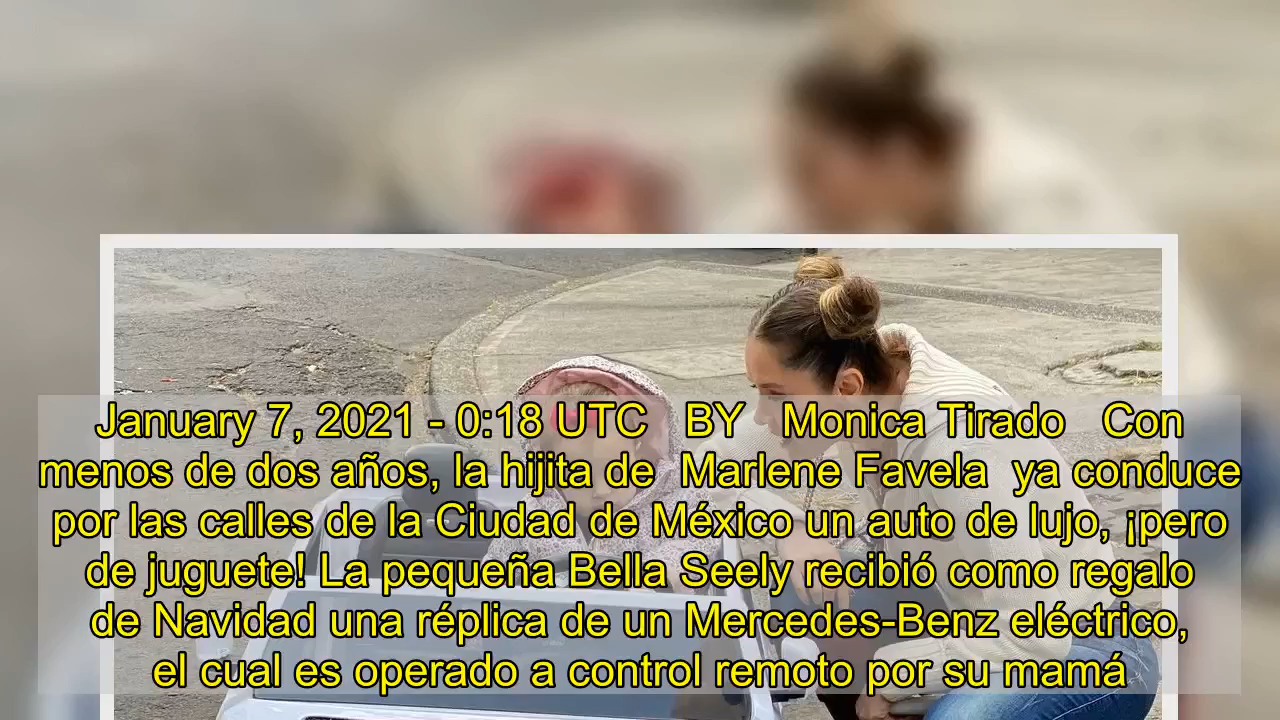 January 7, 2021 - 0:18 UTC BY Monica Tirado Con
menos de dos años, la hijita de Marlene Favela ya conduce
por las calles de la Ciudad de México un auto de lujo, ¡pero
de juguete! La pequeña Bella Seely recibió como regalo
de Navidad una réplica de un Mercedes-Benz eléctrico,
el cual es operado a control remoto por su mamá